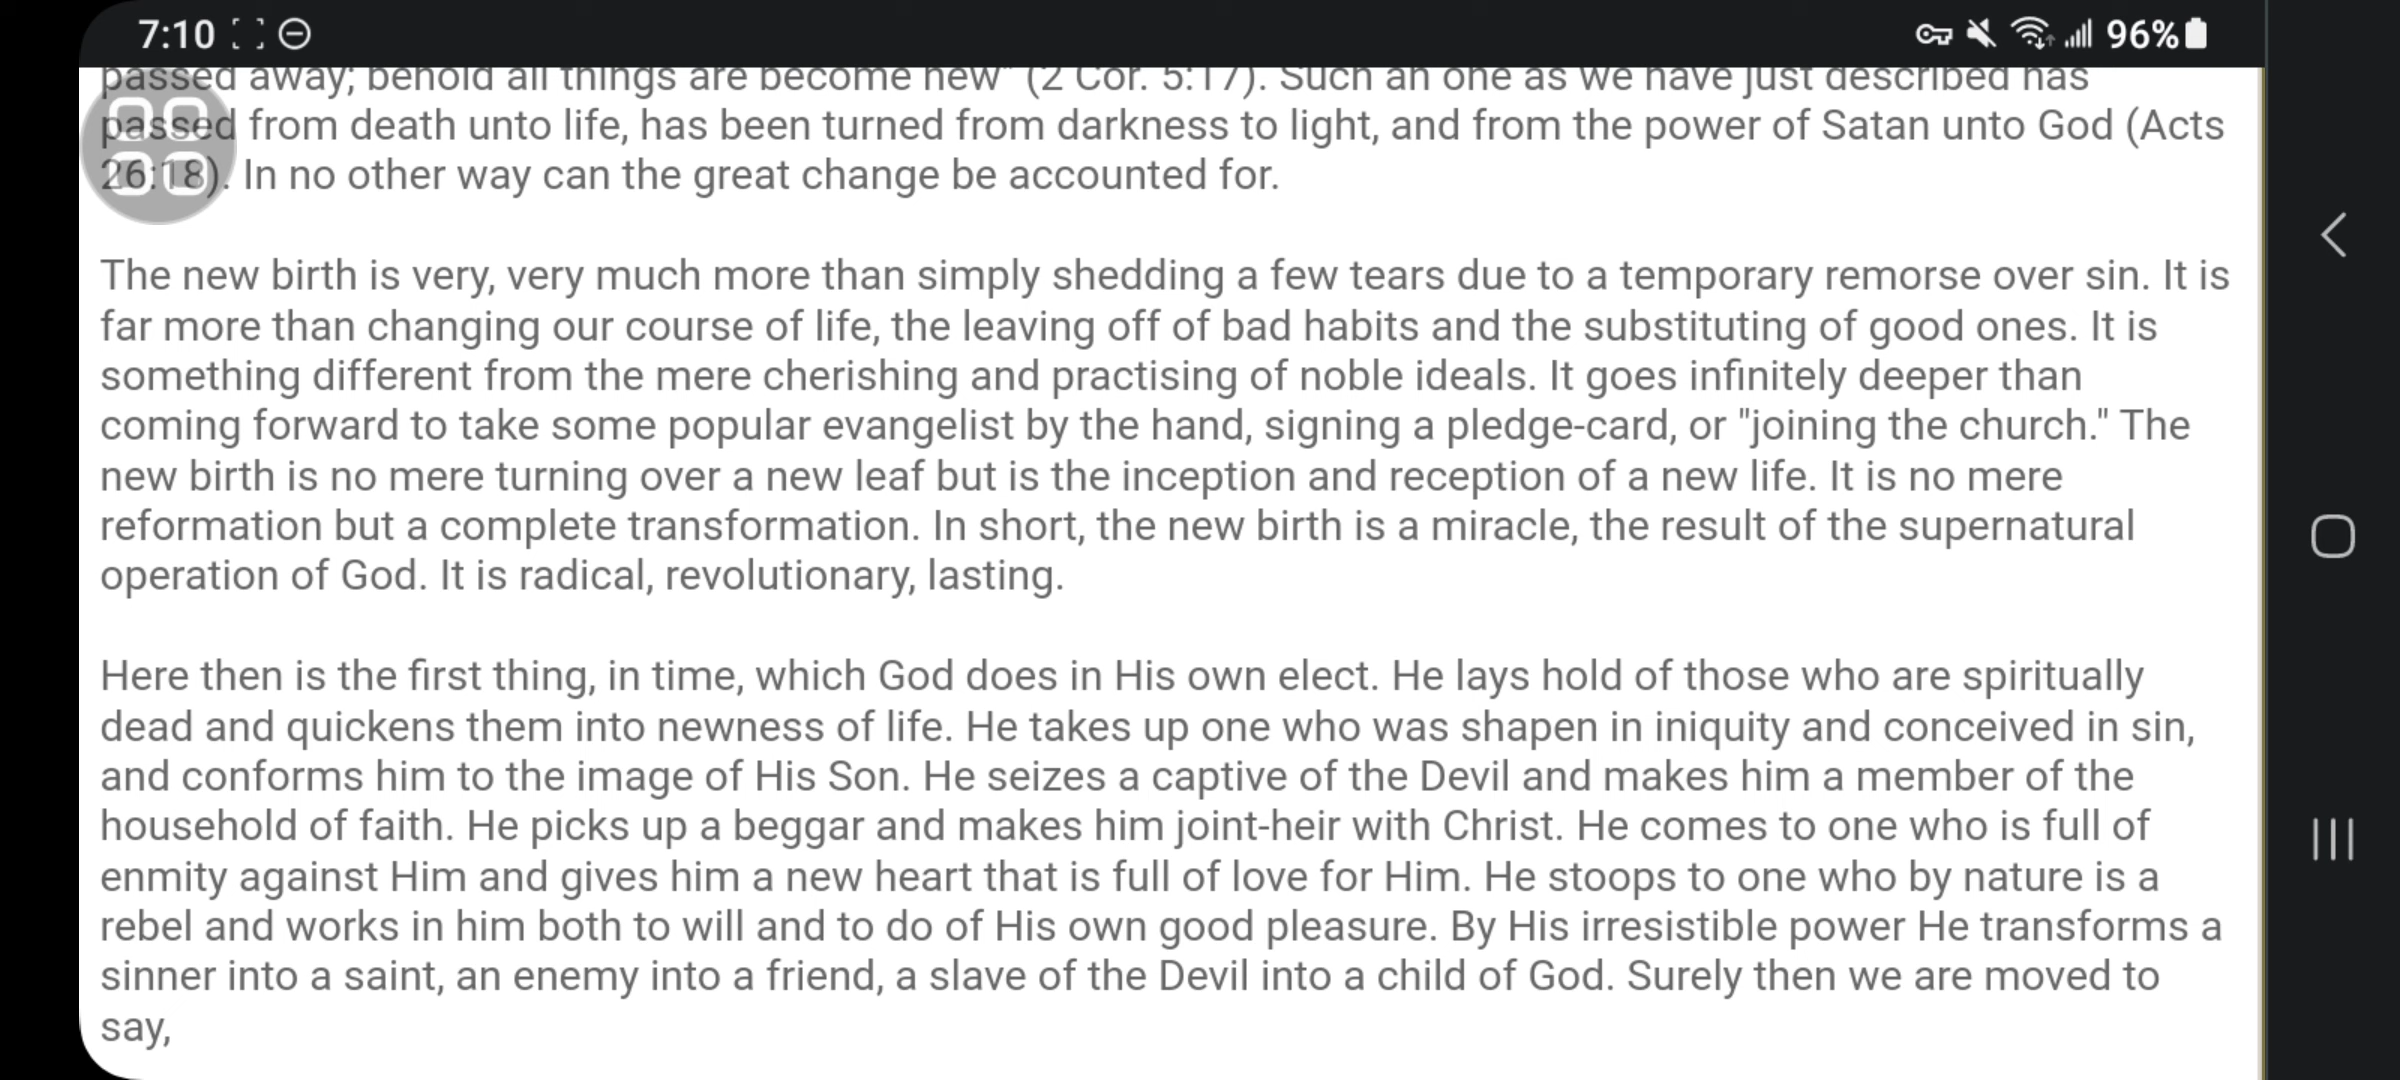 7:10
96%
passed away; behold all things are become new" (2 Cor. 5:17). Such an one as we have just described has
passed from death unto life, has been turned from darkness to light, and from the power of Satan unto God (Acts
26:18). In no other way can the great change be accounted for.
The new birth is very, very much more than simply shedding a few tears due to a temporary remorse over sin. It is
far more than changing our course of life, the leaving off of bad habits and the substituting of good ones. It is
something different from the mere cherishing and practising of noble ideals. It goes infinitely deeper than
coming forward to take some popular evangelist by the hand, signing a pledge-card, or "joining the church." The
new birth is no mere turning over a new leaf but is the inception and reception of a new life. It is no mere
reformation but a complete transformation. In short, the new birth is a miracle, the result of the supernatural
operation of God. It is radical, revolutionary, lasting.
Here then is the first thing, in time, which God does in His own elect. He lays hold of those who are spiritually
dead and quickens them into newness of life. He takes up one who was shapen in iniquity and conceived in sin,
and conforms him to the image of His Son. He seizes a captive of the Devil and makes him a member of the
household of faith. He picks up a beggar and makes him joint-heir with Christ. He comes to one who is full of
enmity against Him and gives him a new heart that is full of love for Him. He stoops to one who by nature is a
rebel and works in him both to will and to do of His own good pleasure. By His irresistible power He transforms a
sinner into a saint, an enemy into a friend, a slave of the Devil into a child of God. Surely then we are moved to
say,